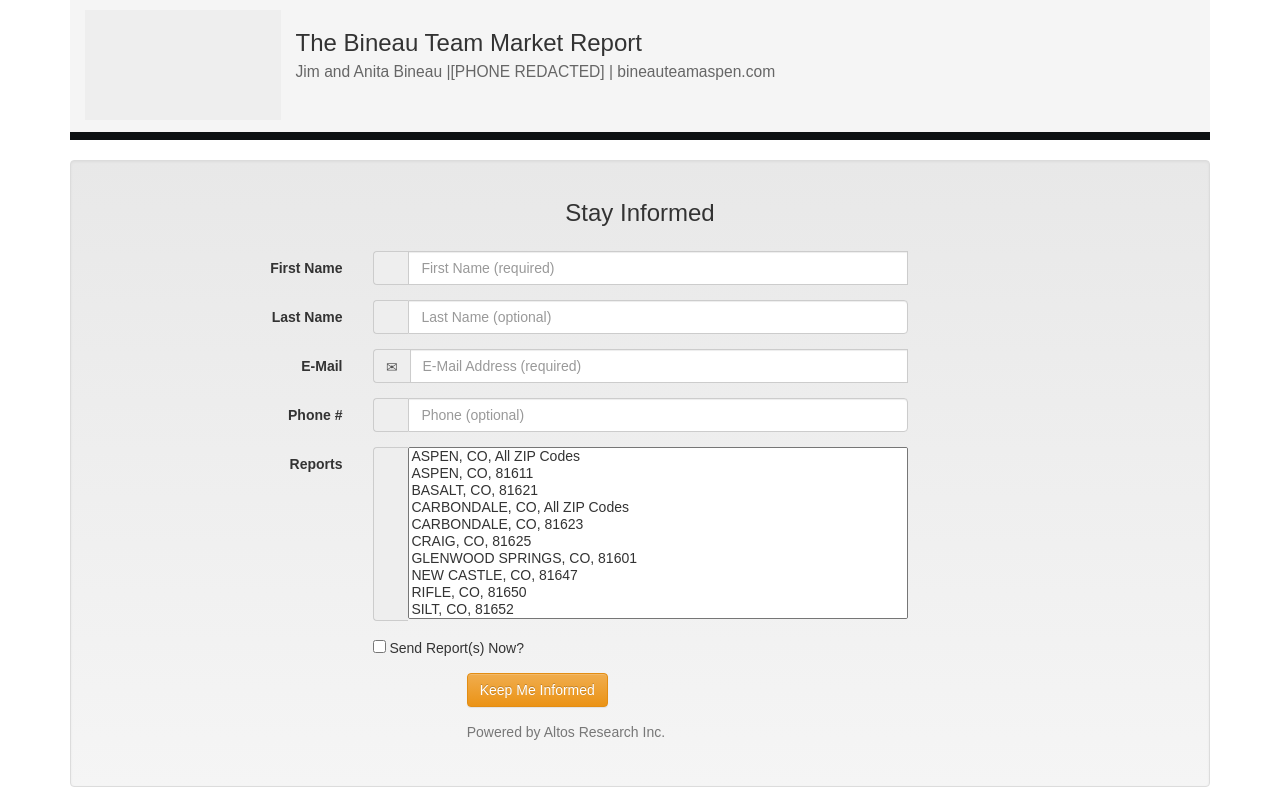 The Bineau Team Market Report
Jim and Anita Bineau |[PHONE REDACTED] | bineauteamaspen.com
Stay Informed
First Name
First Name (required)
Last Name
Last Name (optional)
E-Mail
✉
E-Mail Address (required)
Phone #
Phone (optional)
Reports
ASPEN, CO, All ZIP Codes
ASPEN, CO, 81611
BASALT, CO, 81621
CARBONDALE, CO, All ZIP Codes
CARBONDALE, CO, 81623
CRAIG, CO, 81625
GLENWOOD SPRINGS, CO, 81601
NEW CASTLE, CO, 81647
RIFLE, CO, 81650
SILT, CO, 81652
Send Report(s) Now?
Keep Me Informed
Powered by Altos Research Inc.